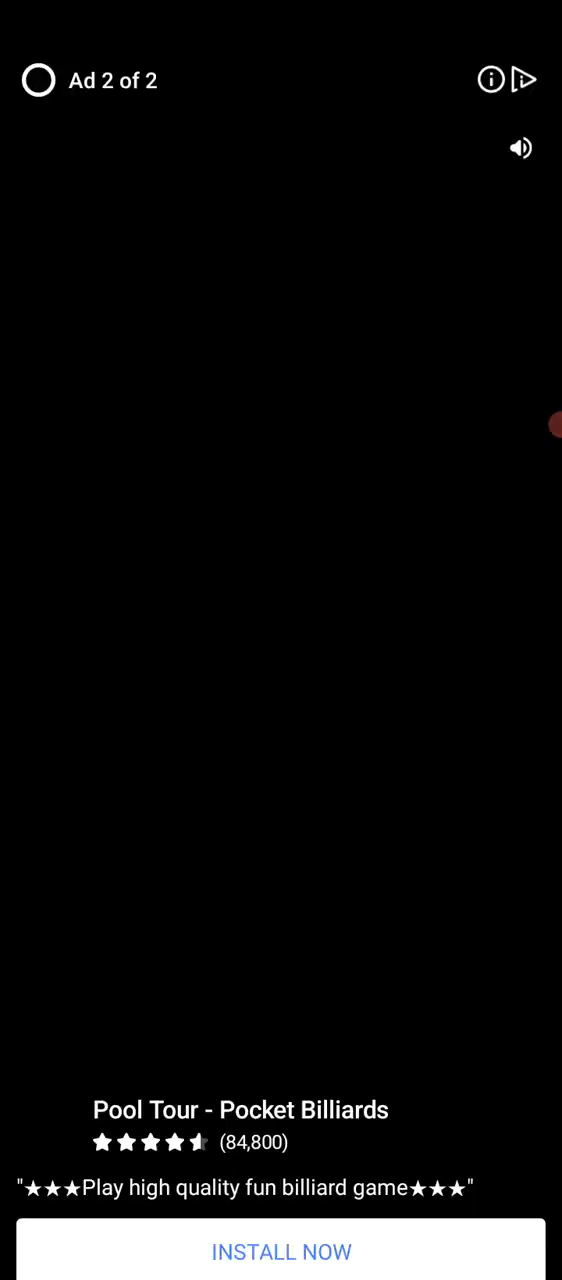 Ad 2 of 2
Pool Tour - Pocket Billiards
(84,800)
"★★★Play high quality fun billiard game★★★"
INSTALL NOW